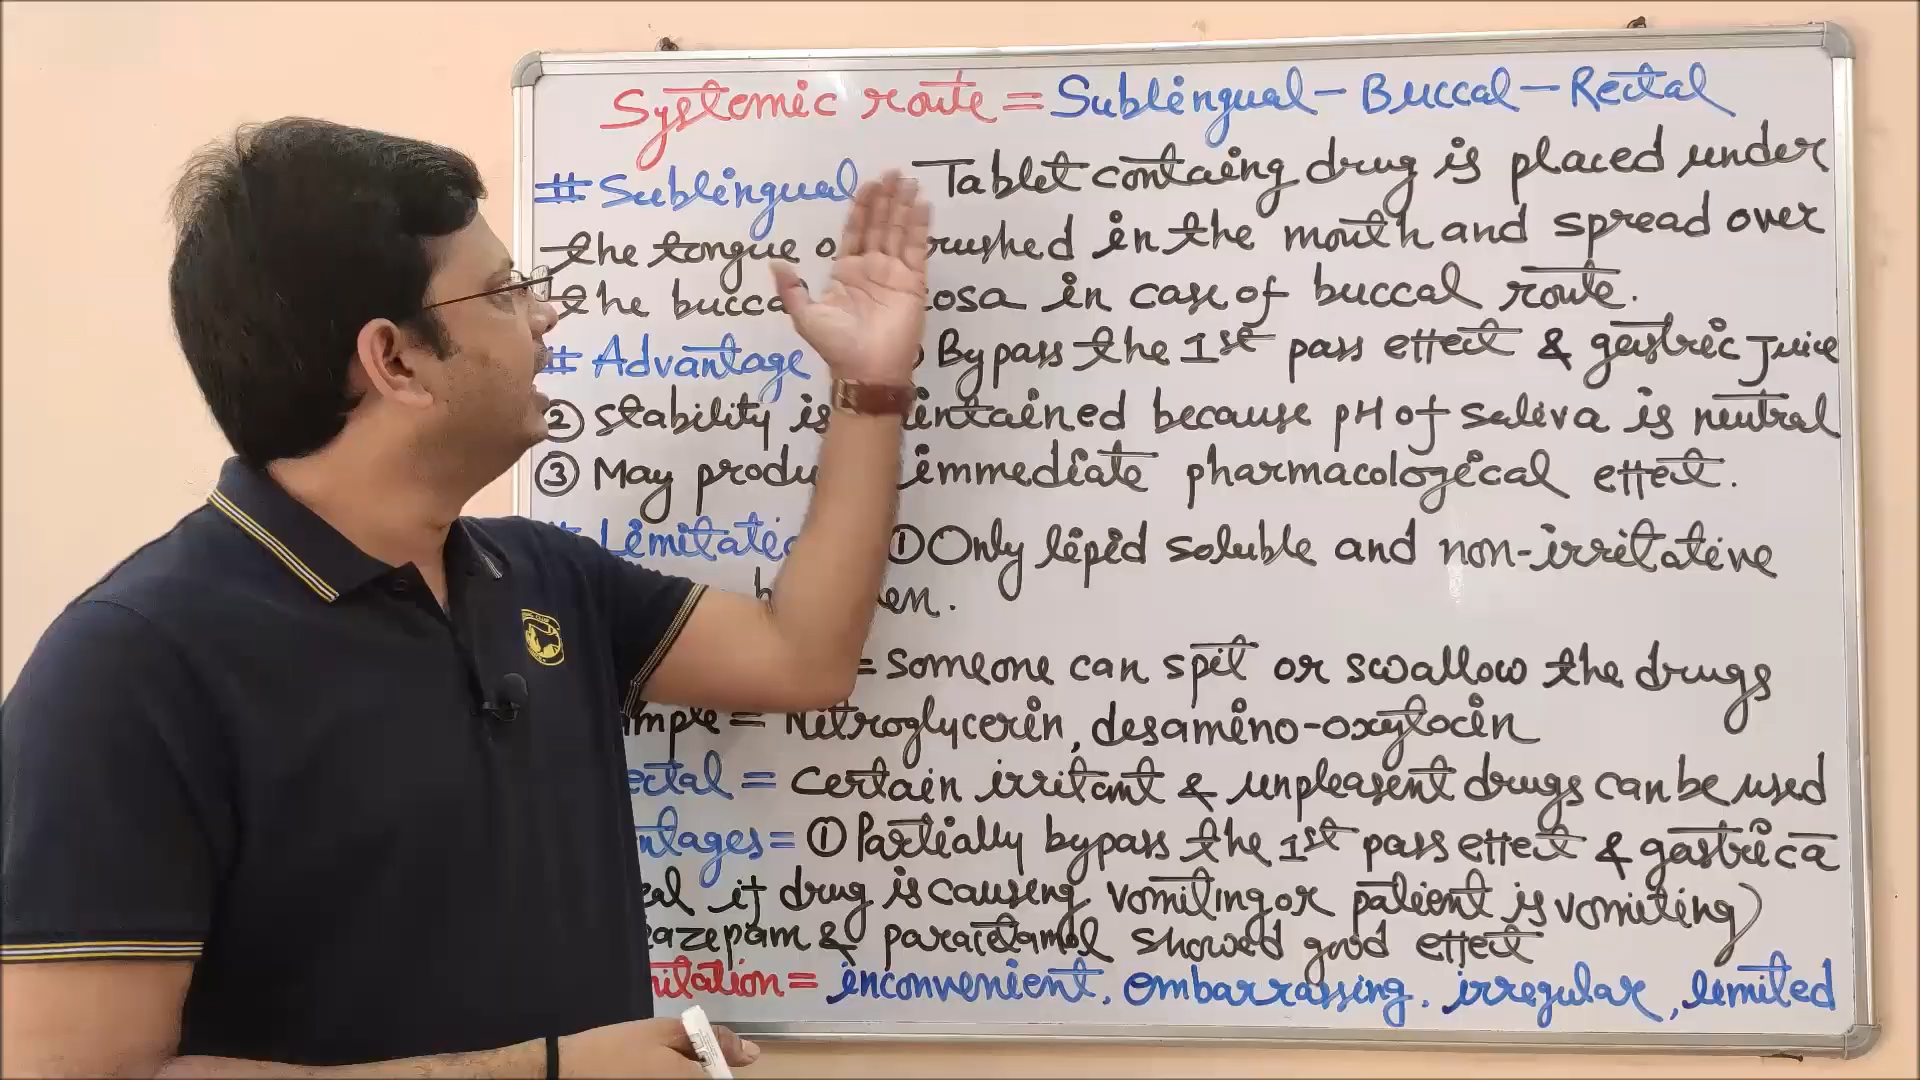 Systemic route = Sublingual - Buccal - Rectal
# Sublingual = Tablet containg drug is placed under
the tongue or crushed in the mouth and spread over
the buccal mucosa in case of buccal route.
# Advantage ① Bypass the 1st pass effect & gastric juice
② Stability is maintained because pH of saliva is neutral
③ May produce immediate pharmacological effect.
# Limitation ① Only lipid soluble and non-irritative
= Someone can spit or swallow the drugs
Example = Nitroglycerin, desamino-oxytocin
Rectal = Certain irritant & unpleasent drugs can be used
Advantages = ① Partially bypass the 1st pass effect & gastric
if drug is causing vomiting or patient is vomiting)
& paracetamol showed good effect
Limitation = inconvenient, embarrassing, irregular, limited